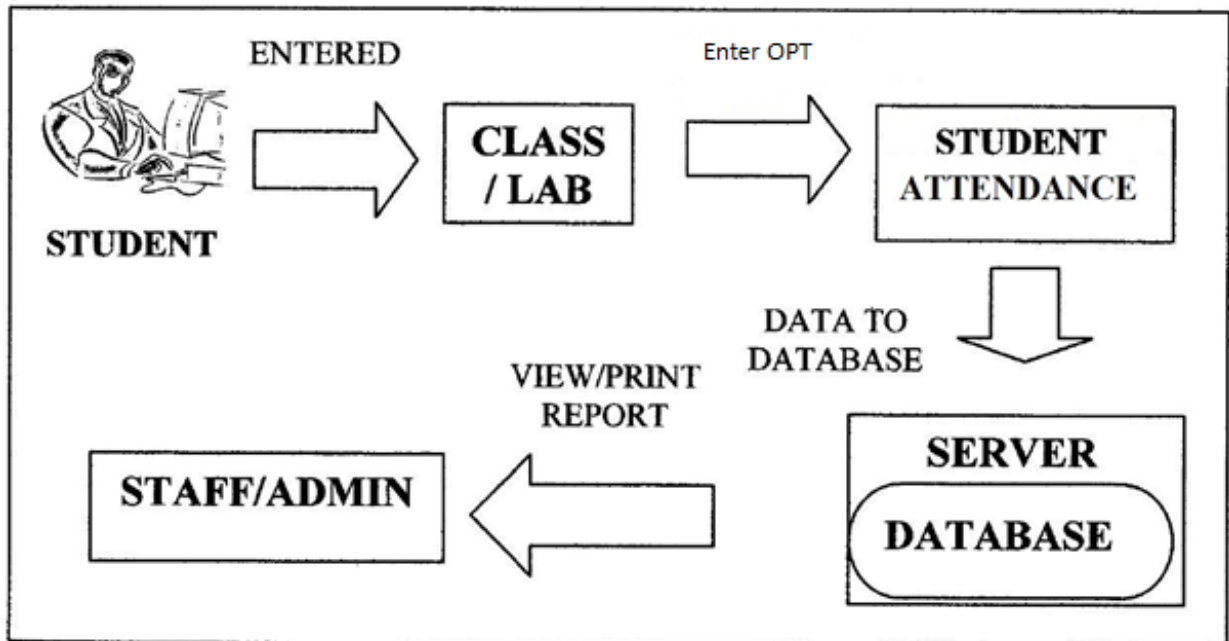 ENTERED
Enter OPT
CLASS
/ LAB
STUDENT
ATTENDANCE
STUDENT
DATA TO
DATABASE
VIEW/PRINT
REPORT
SERVER
DATABASE
STAFF/ADMIN